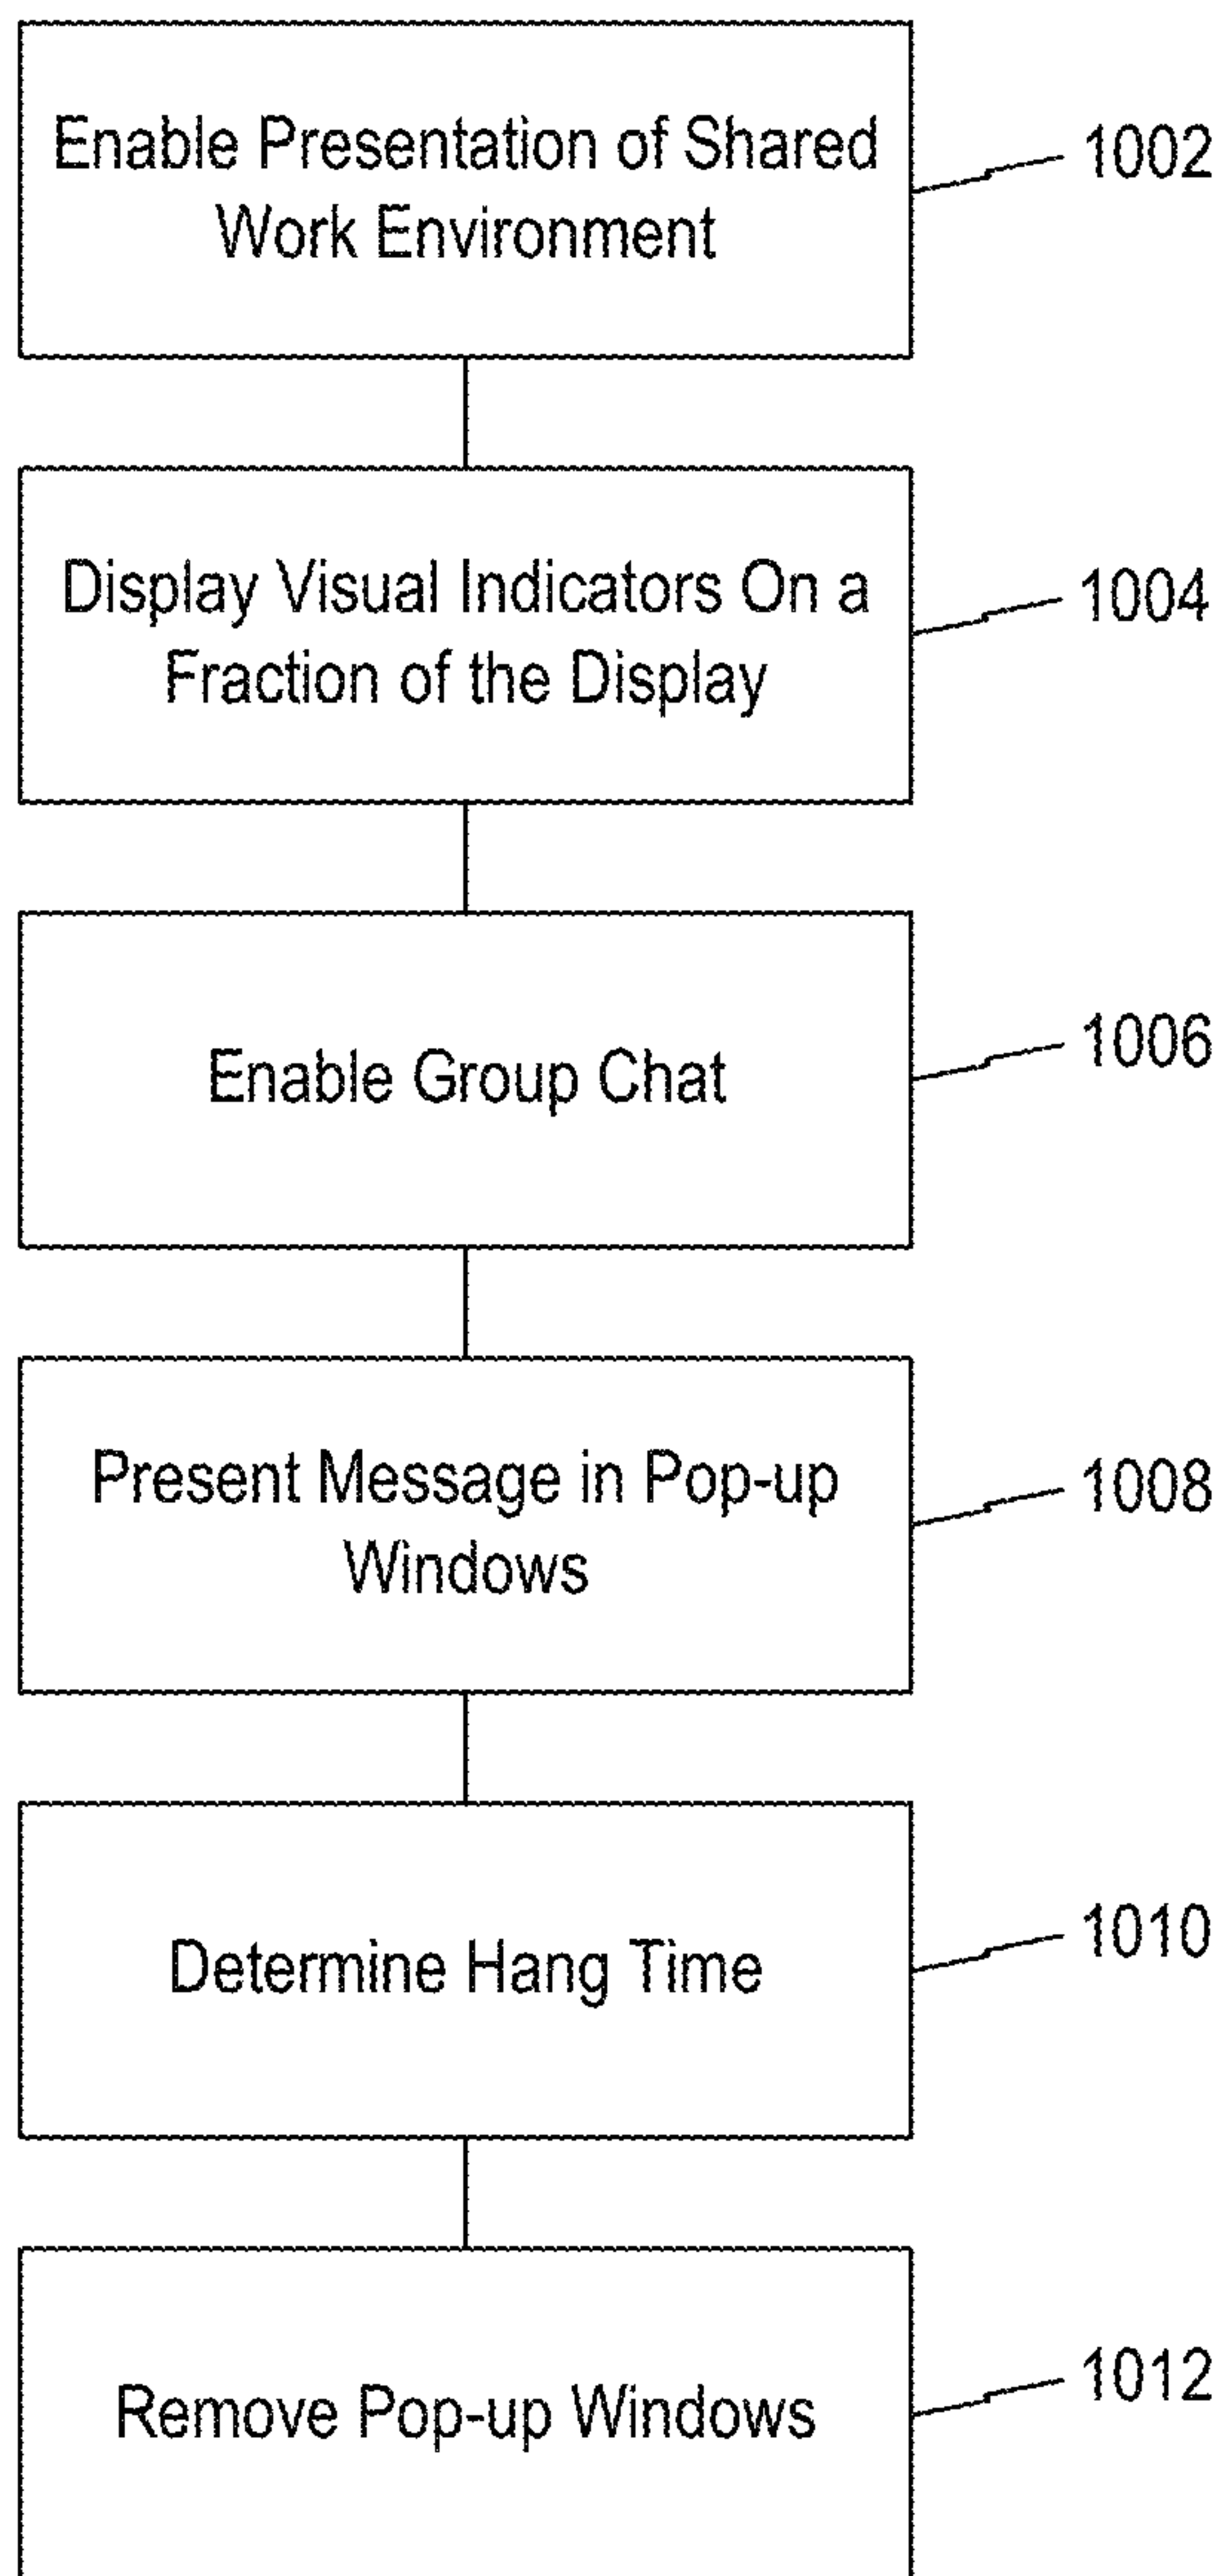 Enable Presentation of Shared
Work Environment
1002
Display Visual Indicators On a
Fraction of the Display
1004
Enable Group Chat
1006
Present Message in Pop-up
Windows
1008
Determine Hang Time
1010
Remove Pop-up Windows
1012